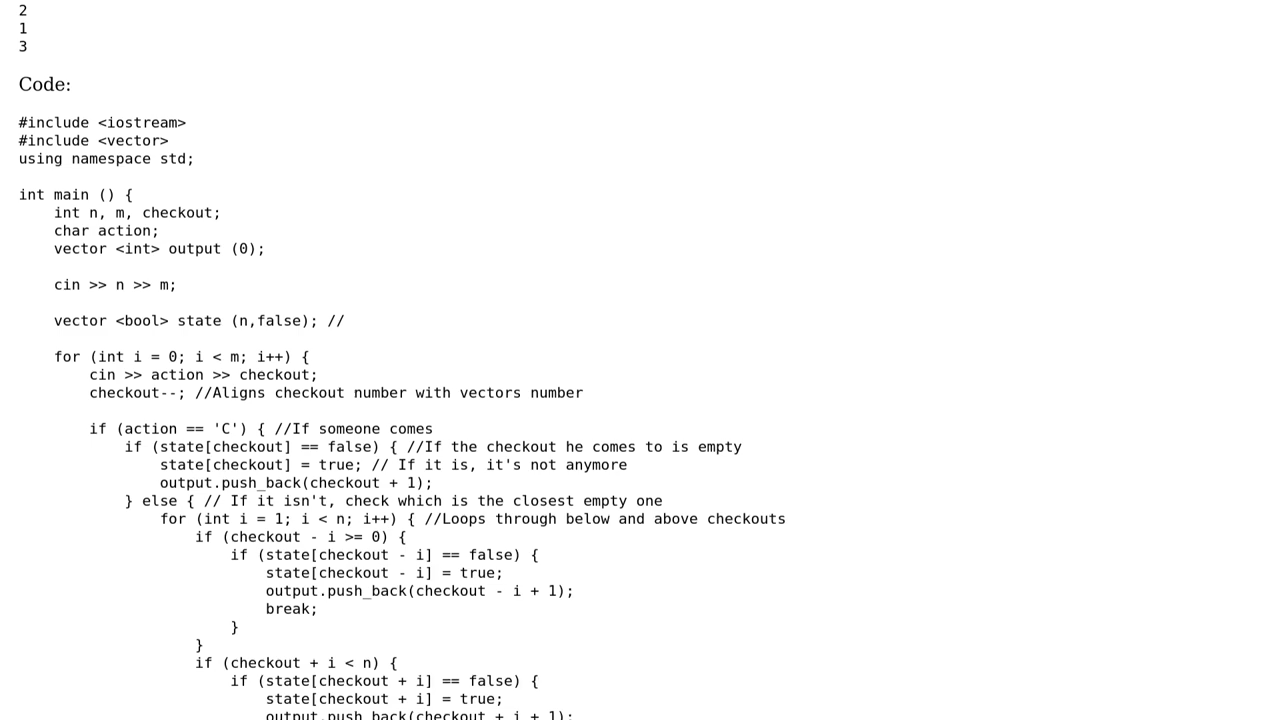 2
1
3
Code:
#include <iostream>
#include <vector>
using namespace std;
int main () {
    int n, m, checkout;
    char action;
    vector <int> output (0);
    cin >> n >> m;
    vector <bool> state (n,false); //
    for (int i = 0; i < m; i++) {
        cin >> action >> checkout;
        checkout--; //Aligns checkout number with vectors number
        if (action == 'C') { //If someone comes
            if (state[checkout] == false) { //If the checkout he comes to is empty
                state[checkout] = true; // If it is, it's not anymore
                output.push_back(checkout + 1);
            } else { // If it isn't, check which is the closest empty one
                for (int i = 1; i < n; i++) { //Loops through below and above checkouts
                    if (checkout - i >= 0) {
                        if (state[checkout - i] == false) {
                            state[checkout - i] = true;
                            output.push_back(checkout - i + 1);
                            break;
                        }
                    }
                    if (checkout + i < n) {
                        if (state[checkout + i] == false) {
                            state[checkout + i] = true;
                            output.push_back(checkout + i + 1);